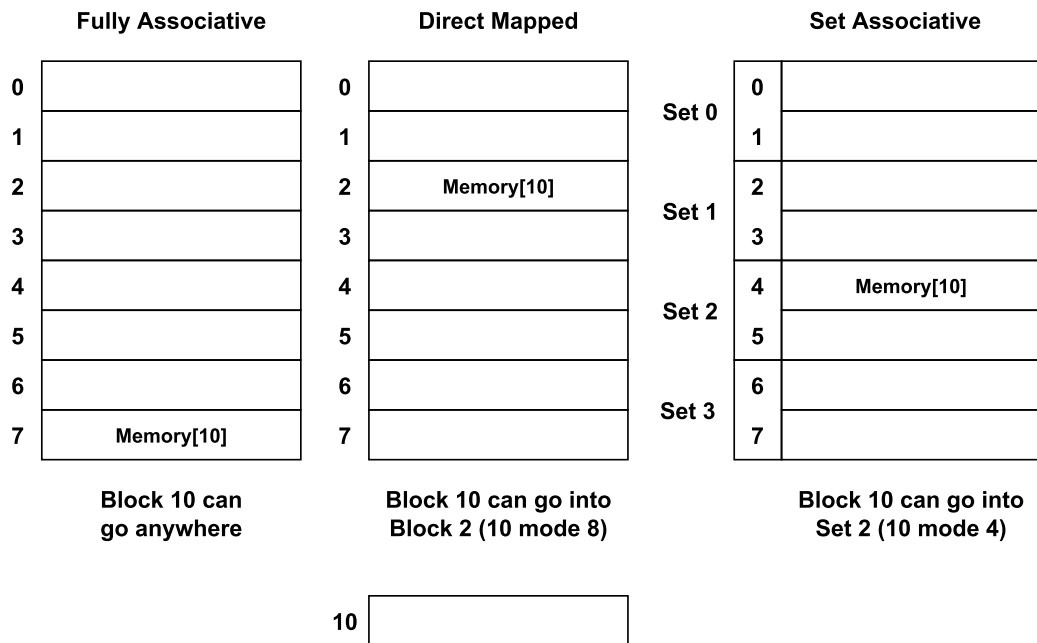 Fully Associative
Direct Mapped
Set Associative
0
1
2
3
4
5
6
7
Memory[10]
0
1
2
3
4
5
6
7
Memory[10]
Set 0
Set 1
Set 2
Set 3
0
1
2
3
4
5
6
7
Memory[10]
Block 10 can
go anywhere
Block 10 can go into
Block 2 (10 mode 8)
Block 10 can go into
Set 2 (10 mode 4)
10